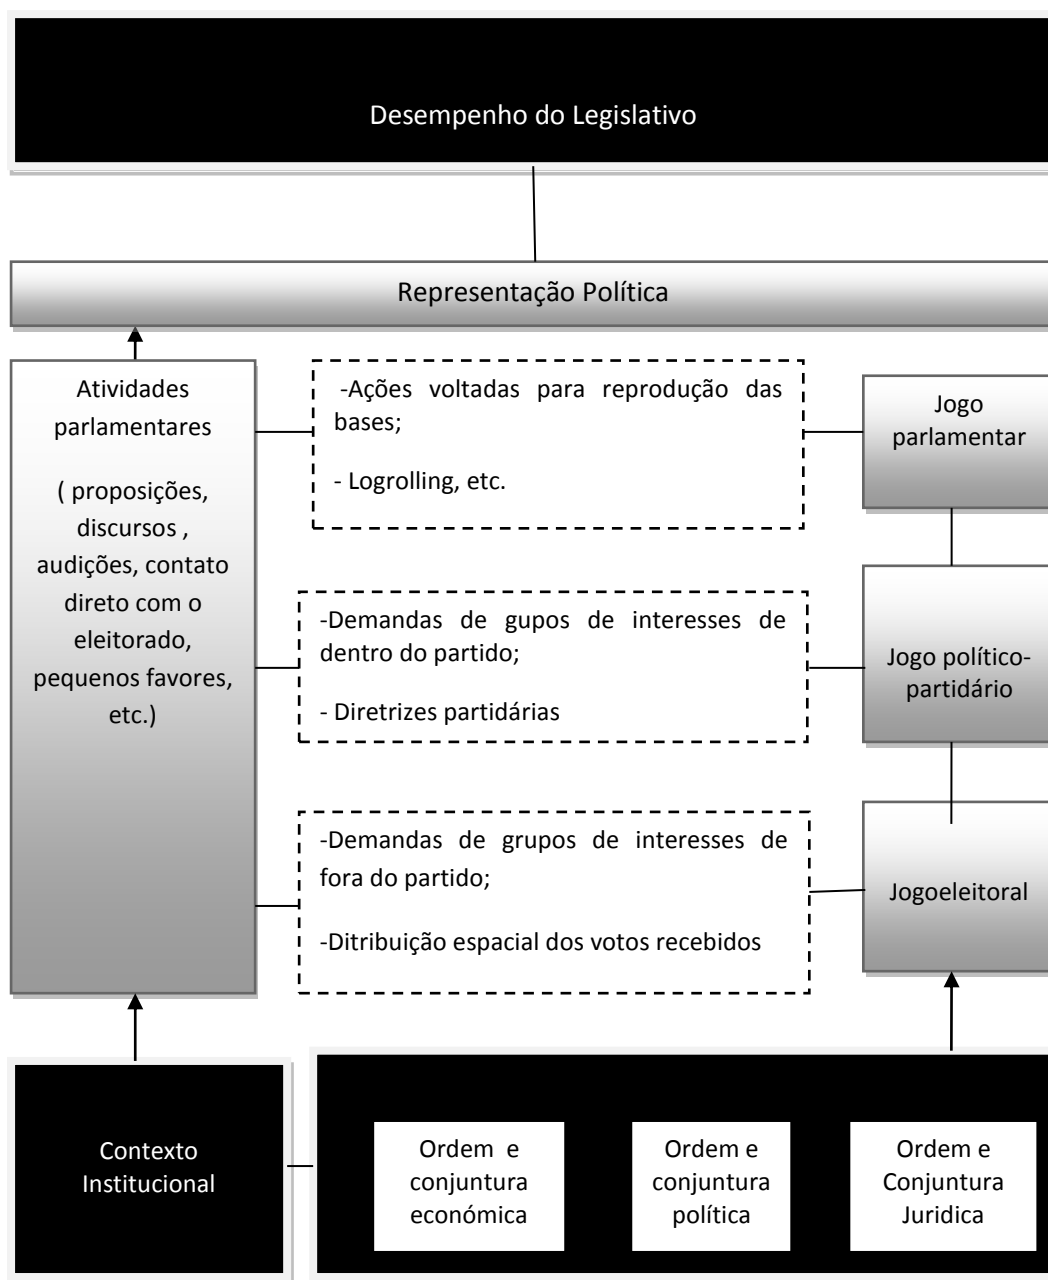 Desempenho do Legislativo
Representação Política
Atividades
parlamentares
( proposições,
discursos ,
audições, contato
direto com o
eleitorado,
pequenos favores,
etc.)
-Ações voltadas para reprodução das
bases;
- Logrolling, etc.
Jogo
parlamentar
-Demandas de gupos de interesses de
dentro do partido;
- Diretrizes partidárias
Jogo político-
partidário
-Demandas de grupos de interesses de
fora do partido;
-Ditribuição espacial dos votos recebidos
Jogoeleitoral
Contexto
Institucional
Ordem e
conjuntura
económica
Ordem e
conjuntura
política
Ordem e
Conjuntura
Juridica